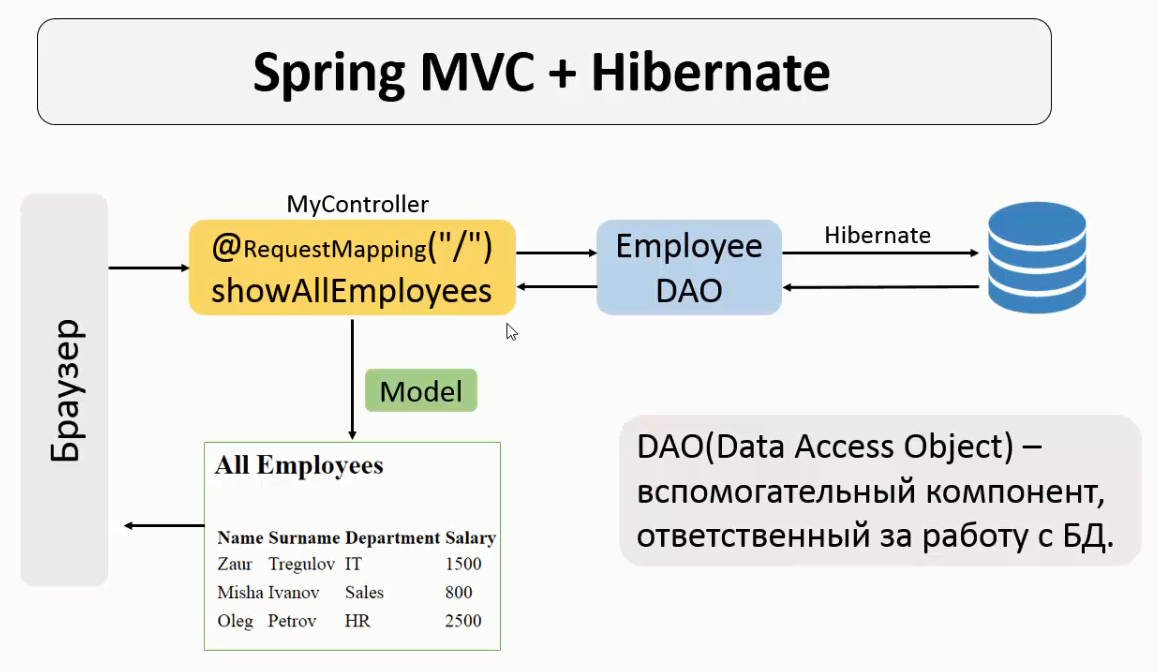 Spring MVC + Hibernate
MyController
@RequestMapping("/")
showAllEmployees
Employee
DAO
Hibernate
Браузер
Model
All Employees
Name Surname Department Salary
Zaur Tregulov IT 1500
Misha Ivanov Sales 800
Oleg Petrov HR 2500
DAO(Data Access Object) –
вспомогательный компонент,
ответственный за работу с БД.